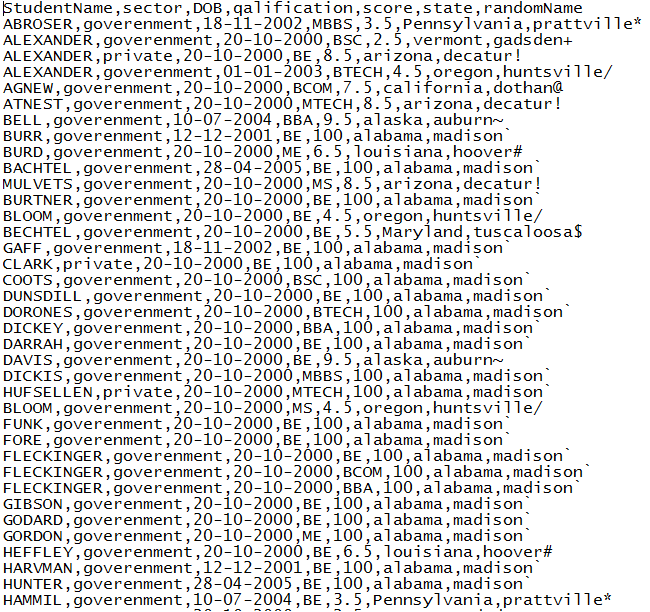 StudentName,sector,DOB,qalification,score,state,randomName
ABROSER,goverenment,18-11-2002,MBBS,3.5,Pennsylvania,prattville*
ALEXANDER,goverenment,20-10-2000,BSC,2.5,vermont,gadsden+
ALEXANDER,private,20-10-2000,BE,8.5,arizona,decatur!
ALEXANDER,goverenment,01-01-2003,BTECH,4.5,oregon,huntsville/
AGNEW,goverenment,20-10-2000,BCOM,7.5,california,dothan@
ATNEST,goverenment,20-10-2000,MTECH,8.5,arizona,decatur!
BELL,goverenment,10-07-2004,BBA,9.5,alaska,auburn~
BURR,goverenment,12-12-2001,BE,100,alabama,madison`
BURD,goverenment,20-10-2000,ME,6.5,louisiana,hoover#
BACHTEL,goverenment,28-04-2005,BE,100,alabama,madison`
MULVETS,goverenment,20-10-2000,MS,8.5,arizona,decatur!
BURTNER,goverenment,20-10-2000,BE,100,alabama,madison`
BLOOM,goverenment,20-10-2000,BE,4.5,oregon,huntsville/
BECHTEL,goverenment,20-10-2000,BE,5.5,Maryland,tuscaloosa$
GAFF,goverenment,18-11-2002,BE,100,alabama,madison`
CLARK,private,20-10-2000,BE,100,alabama,madison`
COOTS,goverenment,20-10-2000,BSC,100,alabama,madison`
DUNSDILL,goverenment,20-10-2000,BE,100,alabama,madison`
DORONES,goverenment,20-10-2000,BTECH,100,alabama,madison`
DICKEY,goverenment,20-10-2000,BBA,100,alabama,madison`
DARRAH,goverenment,20-10-2000,BE,100,alabama,madison`
DAVIS,goverenment,20-10-2000,BE,9.5,alaska,auburn~
DICKIS,goverenment,20-10-2000,MBBS,100,alabama,madison`
HUFSELLEN,private,20-10-2000,MTECH,100,alabama,madison`
BLOOM,goverenment,20-10-2000,MS,4.5,oregon,huntsville/
FUNK,goverenment,20-10-2000,BE,100,alabama,madison`
FORE,goverenment,20-10-2000,BE,100,alabama,madison`
FLECKINGER,goverenment,20-10-2000,BE,100,alabama,madison`
FLECKINGER,goverenment,20-10-2000,BCOM,100,alabama,madison`
FLECKINGER,goverenment,20-10-2000,BBA,100,alabama,madison`
GIBSON,goverenment,20-10-2000,BE,100,alabama,madison`
GODARD,goverenment,20-10-2000,BE,100,alabama,madison`
GORDON,goverenment,20-10-2000,ME,100,alabama,madison`
HEFFLEY,goverenment,20-10-2000,BE,6.5,louisiana,hoover#
HARVMAN,goverenment,12-12-2001,BE,100,alabama,madison`
HUNTER,goverenment,28-04-2005,BE,100,alabama,madison`
HAMMIL,goverenment,10-07-2004,BE,3.5,Pennsylvania,prattville*